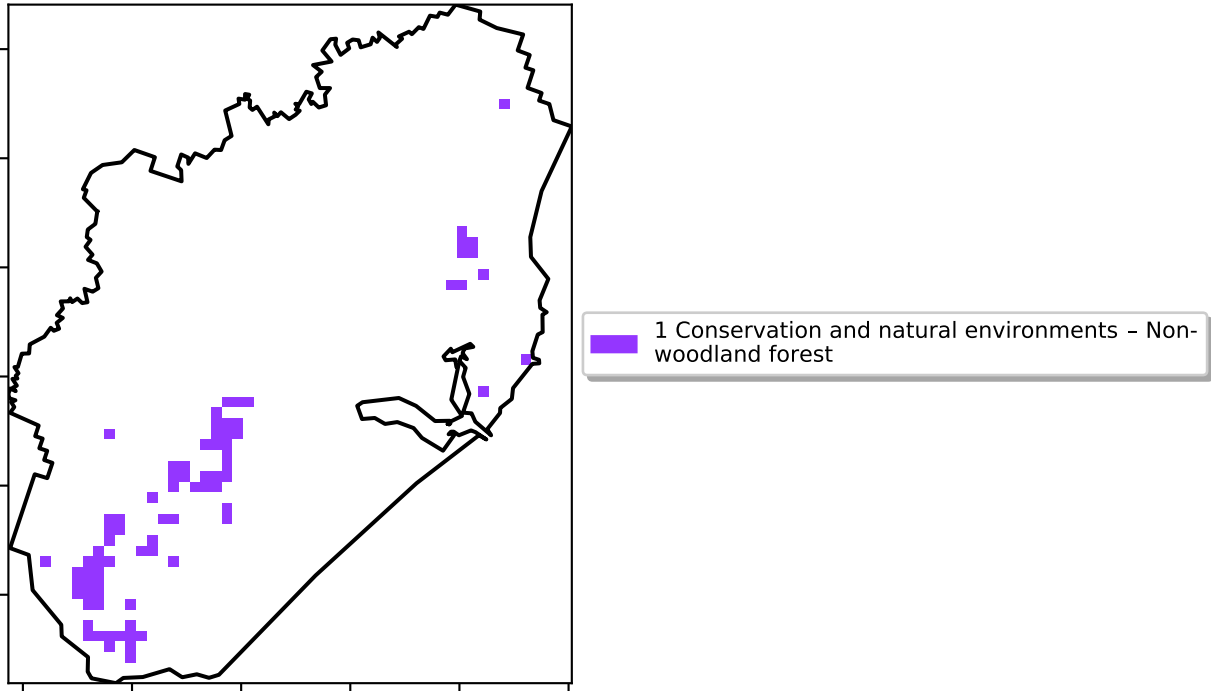 1 Conservation and natural environments – Non-
woodland forest